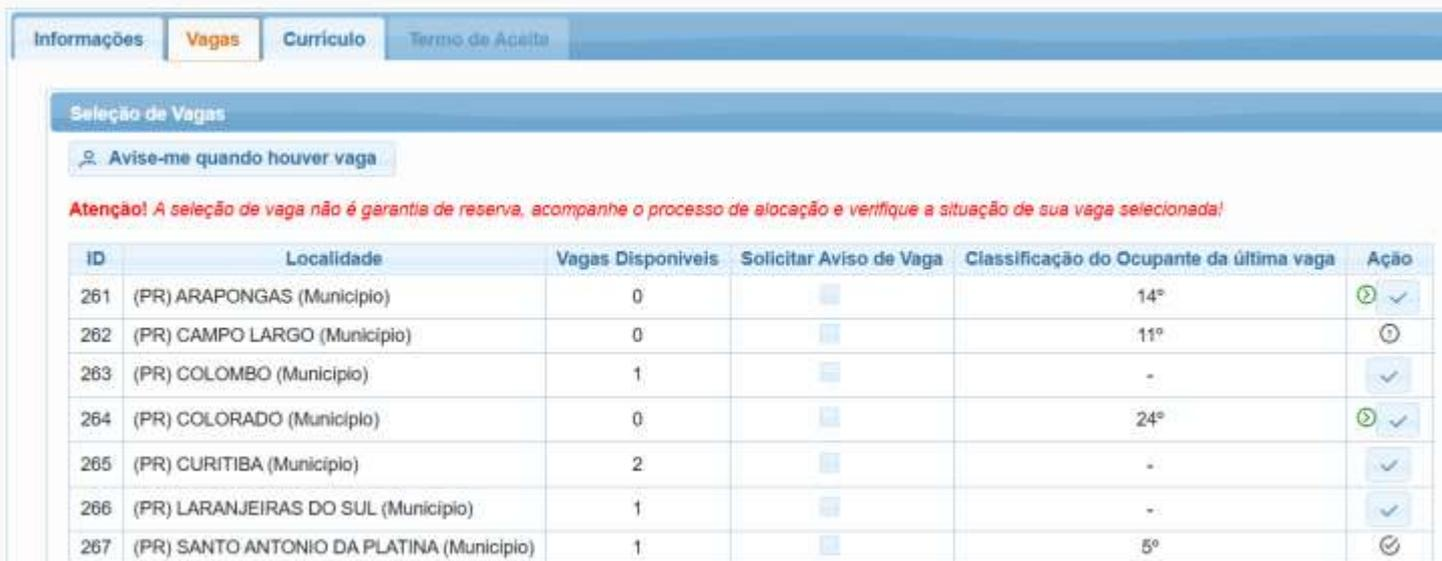 Informações Vagas Currículo Termo de Aceite
Seleção de Vagas
Avise-me quando houver vaga
Atenção! A seleção de vaga não é garantia de reserva, acompanhe o processo de alocação e verifique a situação de sua vaga selecionada!
ID Localidade Vagas Disponíveis Solicitar Aviso de Vaga Classificação do Ocupante da última vaga Ação
261 (PR) ARAPONGAS (Município) 0 14º
262 (PR) CAMPO LARGO (Município) 0 11º
263 (PR) COLOMBO (Município) 1 -
264 (PR) COLORADO (Município) 0 24º
265 (PR) CURITIBA (Município) 2 -
266 (PR) LARANJEIRAS DO SUL (Município) 1 -
267 (PR) SANTO ANTONIO DA PLATINA (Município) 1 5º